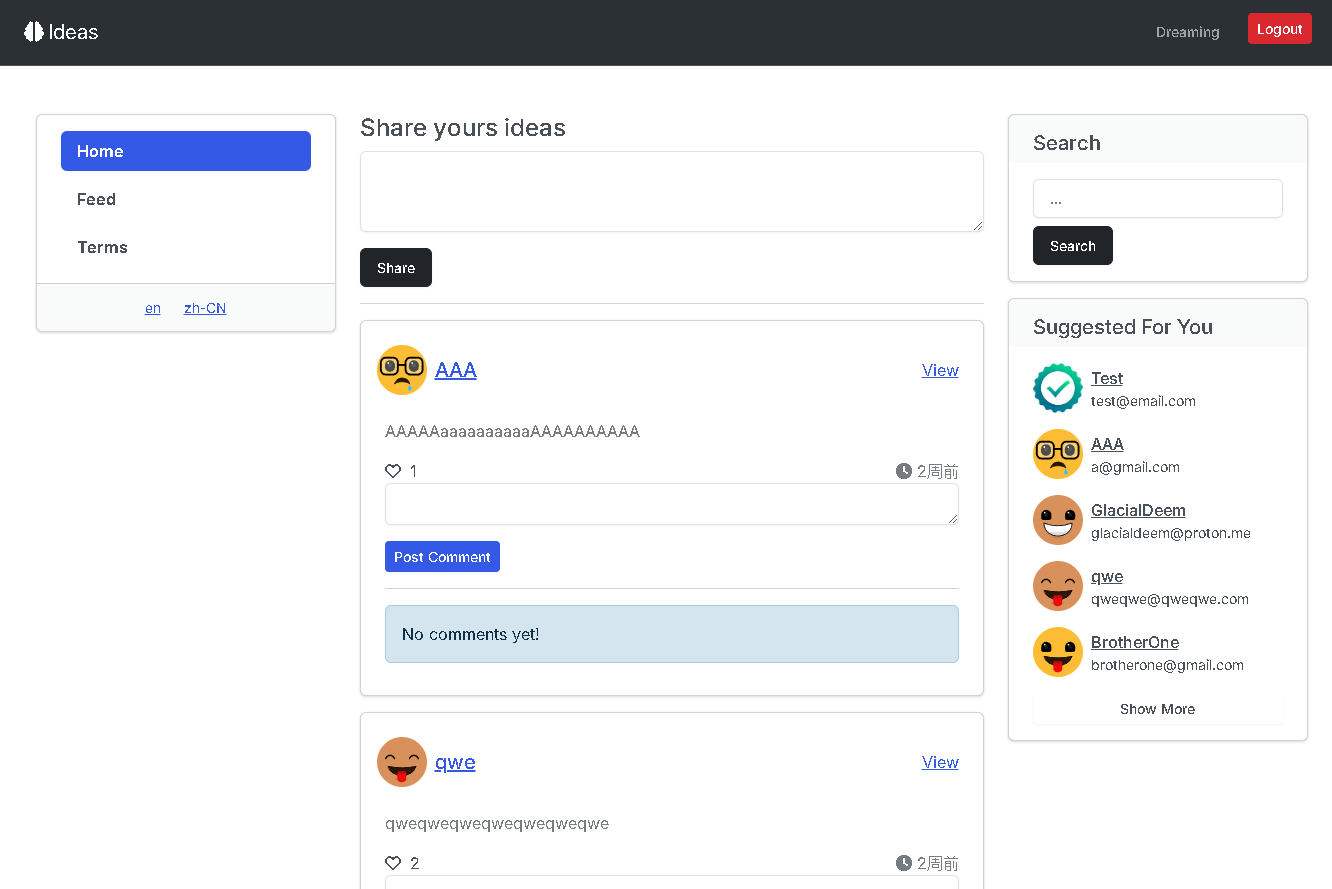 Ideas
Dreaming
Logout
Home
Feed
Terms
en zh-CN
Share yours ideas
Share
AAA
View
AAAAAaaaaaaaaaaAAAAAAAAAA
1
2周前
Post Comment
No comments yet!
qwe
View
qweqweqweqweqweqweqwe
2
2周前
Search
...
Search
Suggested For You
Test
test@email.com
AAA
a@gmail.com
GlacialDeem
glacialdeem@proton.me
qwe
qweqwe@qweqwe.com
BrotherOne
brotherone@gmail.com
Show More